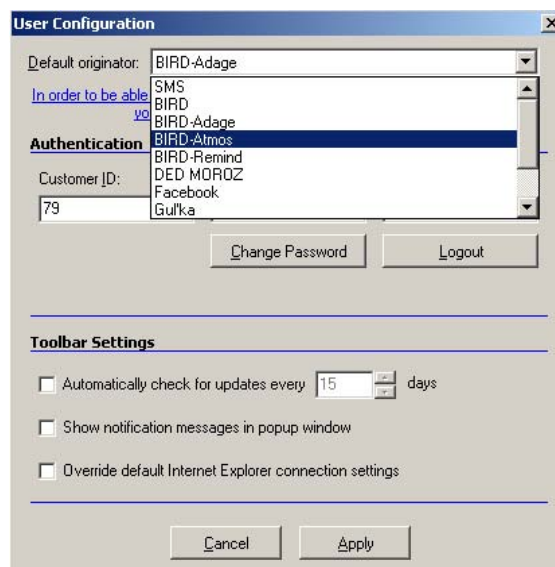 User Configuration
Default originator: BIRD-Adage
SMS
In order to be able
BIRD
yo
BIRD-Adage
Authentication
BIRD-Atmos
BIRD-Remind
Customer ID:
DED MOROZ
Facebook
79
Gul'ka
Change Password Logout
Toolbar Settings
Automatically check for updates every 15 days
Show notification messages in popup window
Override default Internet Explorer connection settings
Cancel Apply